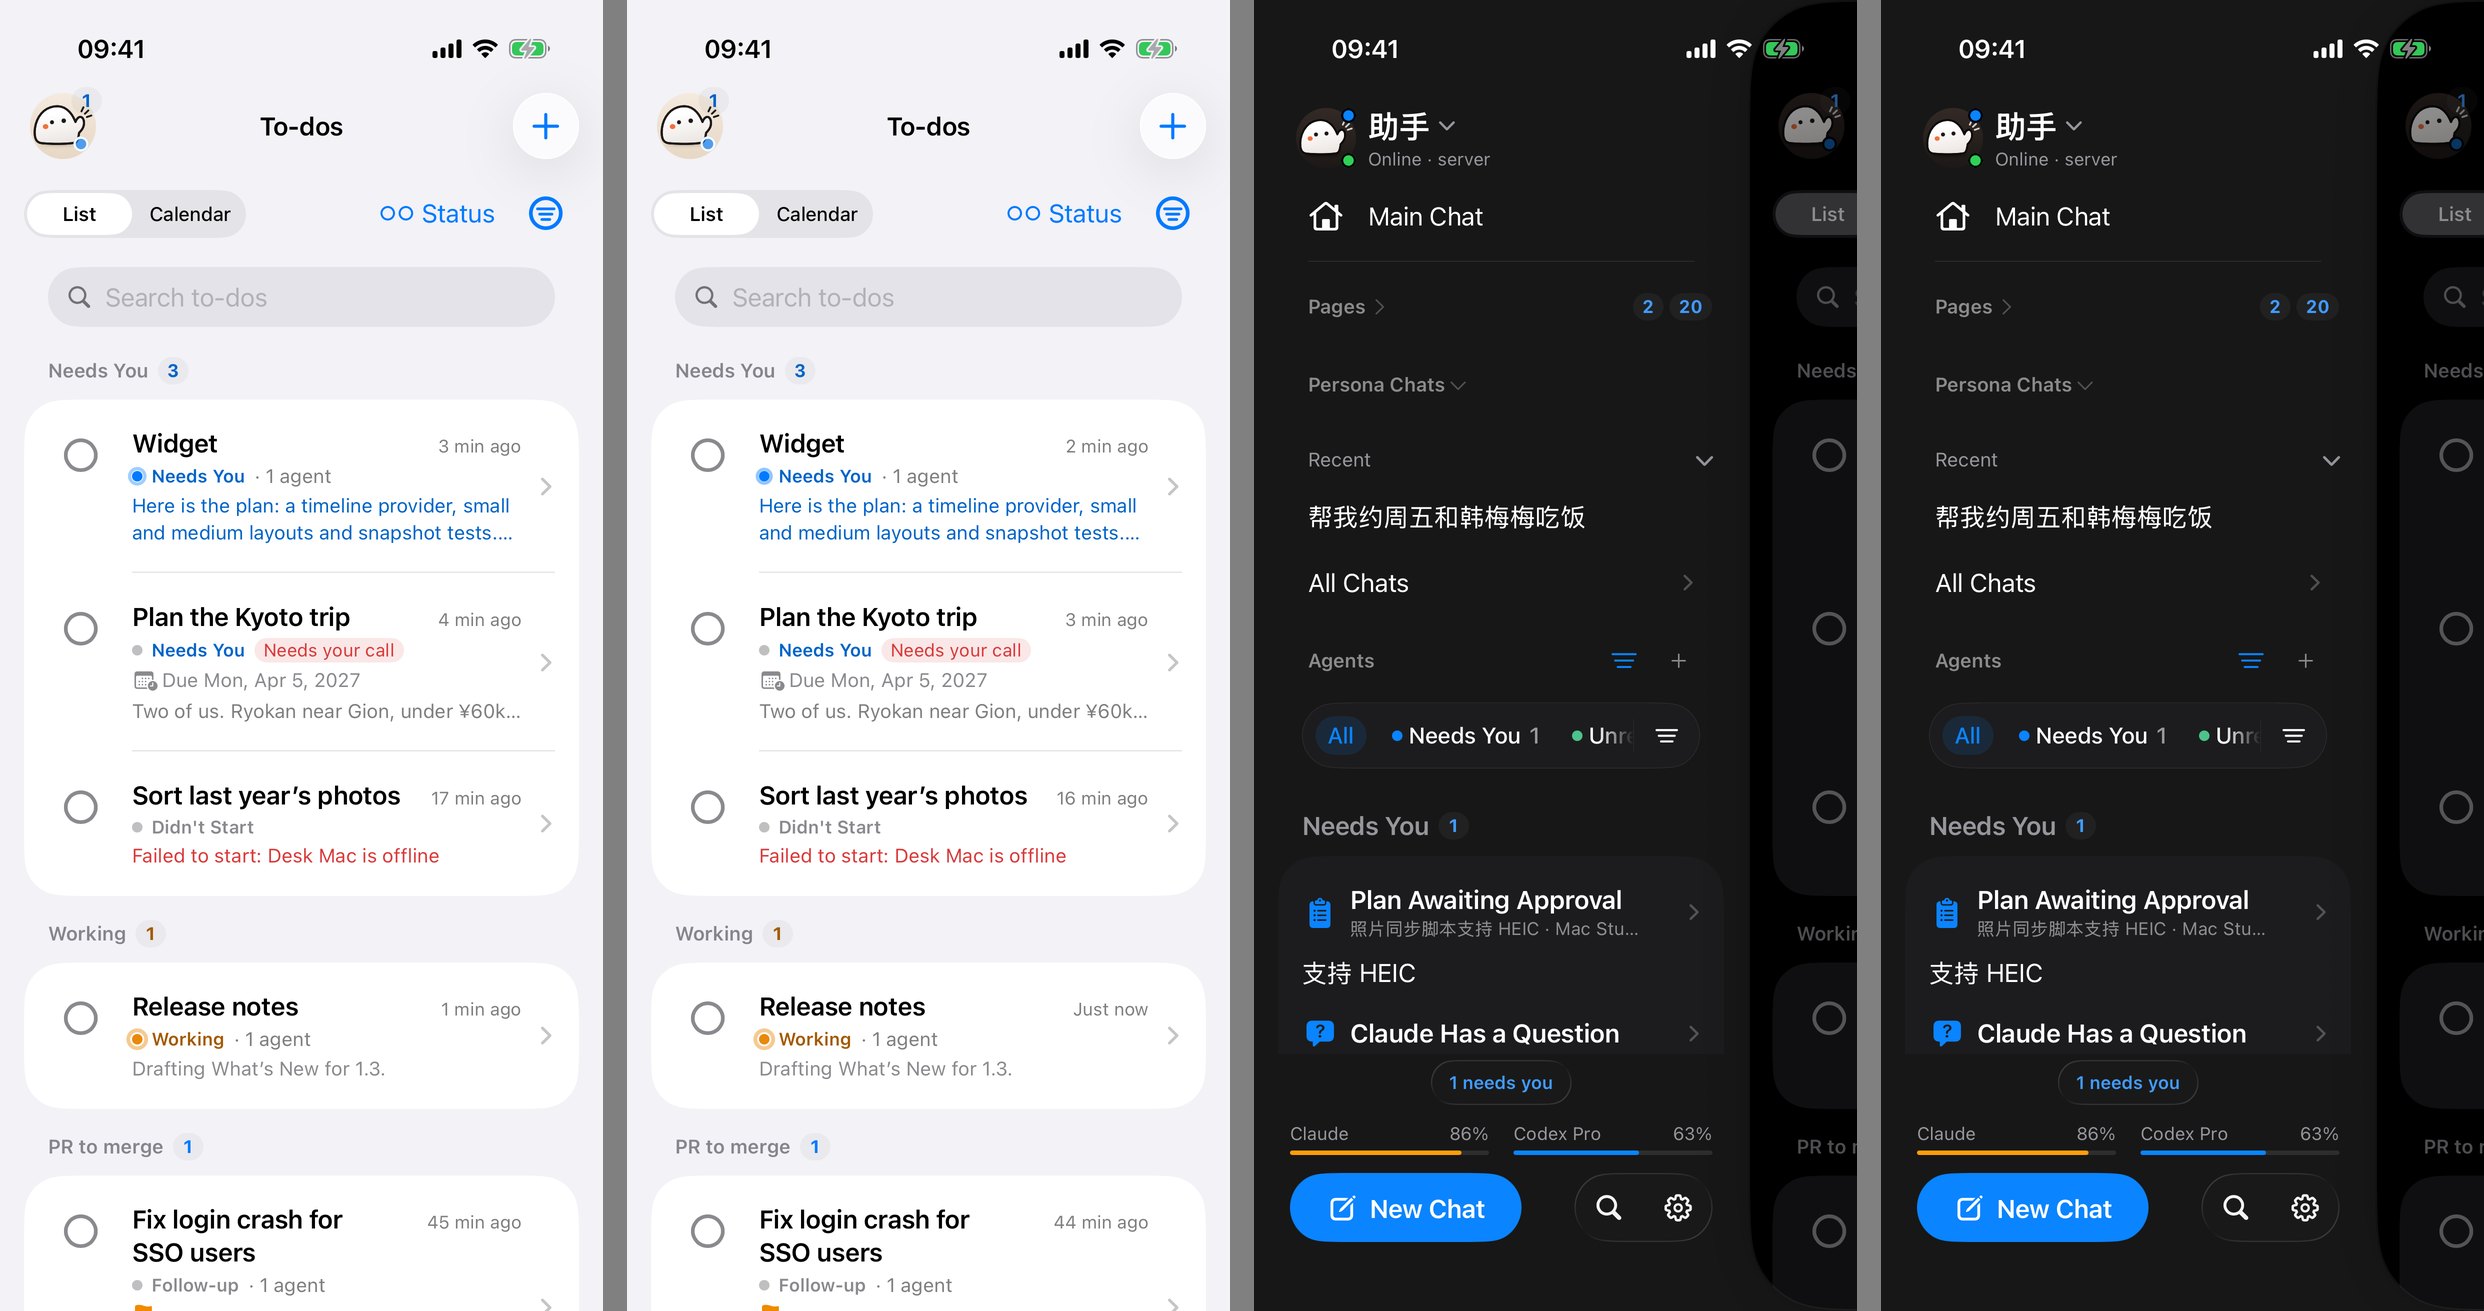 09:41
1
To-dos
List
Calendar
Status
Search to-dos
Needs You 3
Widget
3 min ago
Needs You · 1 agent
Here is the plan: a timeline provider, small
and medium layouts and snapshot tests....
Plan the Kyoto trip
4 min ago
Needs You Needs your call
Due Mon, Apr 5, 2027
Two of us. Ryokan near Gion, under ¥60k...
Sort last year’s photos
17 min ago
Didn't Start
Failed to start: Desk Mac is offline
Working 1
Release notes
1 min ago
Working · 1 agent
Drafting What’s New for 1.3.
PR to merge 1
Fix login crash for
SSO users
45 min ago
Follow-up · 1 agent
09:41
1
To-dos
List
Calendar
Status
Search to-dos
Needs You 3
Widget
2 min ago
Needs You · 1 agent
Here is the plan: a timeline provider, small
and medium layouts and snapshot tests....
Plan the Kyoto trip
3 min ago
Needs You Needs your call
Due Mon, Apr 5, 2027
Two of us. Ryokan near Gion, under ¥60k...
Sort last year’s photos
16 min ago
Didn't Start
Failed to start: Desk Mac is offline
Working 1
Release notes
Just now
Working · 1 agent
Drafting What’s New for 1.3.
PR to merge 1
Fix login crash for
SSO users
44 min ago
Follow-up · 1 agent
09:41
助手
Online · server
Main Chat
Pages
2 20
Persona Chats
Recent
帮我约周五和韩梅梅吃饭
All Chats
Agents
All
Needs You 1
Unre
Needs You 1
Plan Awaiting Approval
照片同步脚本支持 HEIC · Mac Stu...
支持 HEIC
Claude Has a Question
1 needs you
Claude 86%
Codex Pro 63%
New Chat
1
List
Needs
Workin
PR to
09:41
助手
Online · server
Main Chat
Pages
2 20
Persona Chats
Recent
帮我约周五和韩梅梅吃饭
All Chats
Agents
All
Needs You 1
Unre
Needs You 1
Plan Awaiting Approval
照片同步脚本支持 HEIC · Mac Stu...
支持 HEIC
Claude Has a Question
1 needs you
Claude 86%
Codex Pro 63%
New Chat
1
List
Needs
Workin
PR to